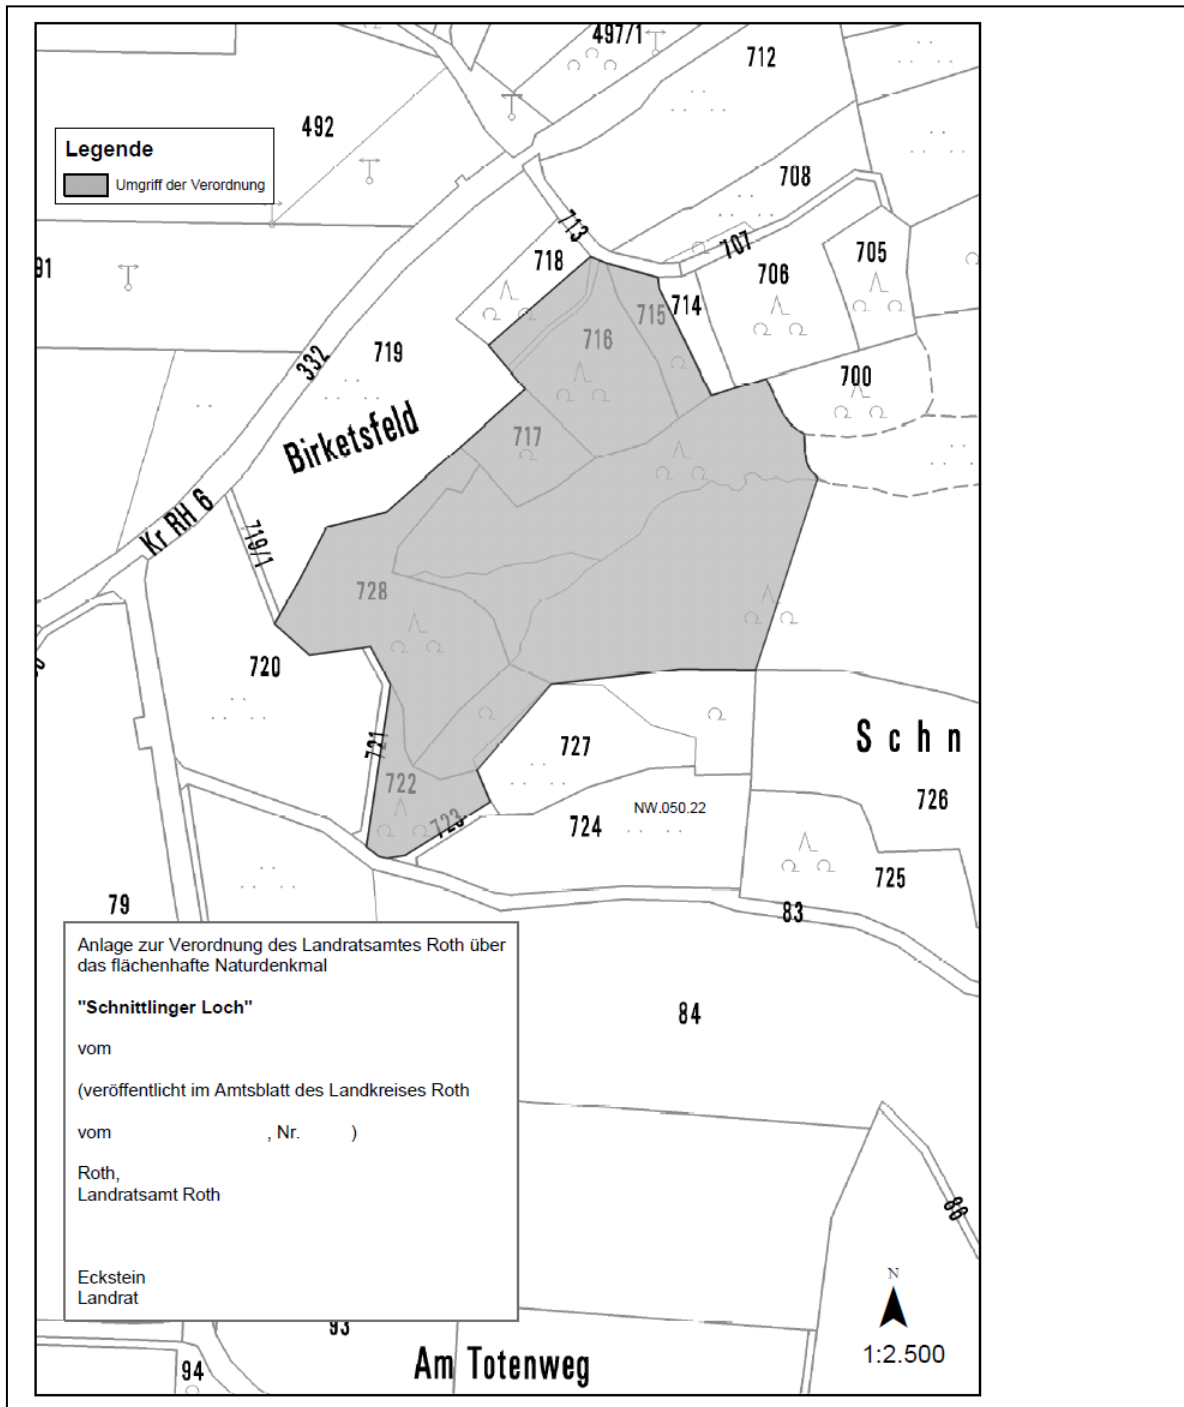 497/1
712
492
Legende
Umgriff der Verordnung
708
713
707
705
91
718
706
715
714
716
332
719
700
Birketsfeld
717
Kr RH 6
719/1
728
720
721
727
Schn
722
726
723
724
NW.050.22
725
79
83
Anlage zur Verordnung des Landratsamtes Roth über
das flächenhafte Naturdenkmal
"Schnittlinger Loch"
vom
(veröffentlicht im Amtsblatt des Landkreises Roth
vom , Nr. )
Roth,
Landratsamt Roth
Eckstein
Landrat
84
86
N
1:2.500
93
94
Am Totenweg